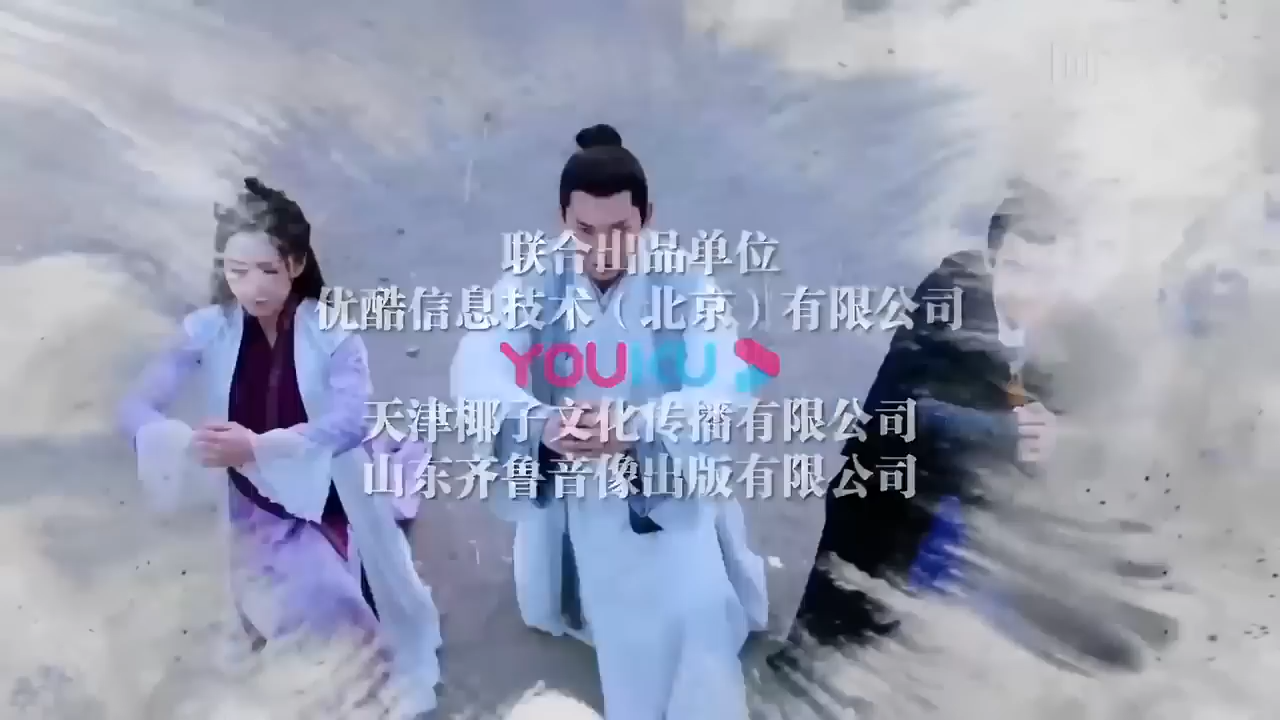 联合出品单位
优酷信息技术（北京）有限公司
YOUKU
天津椰子文化传播有限公司
山东齐鲁音像出版有限公司